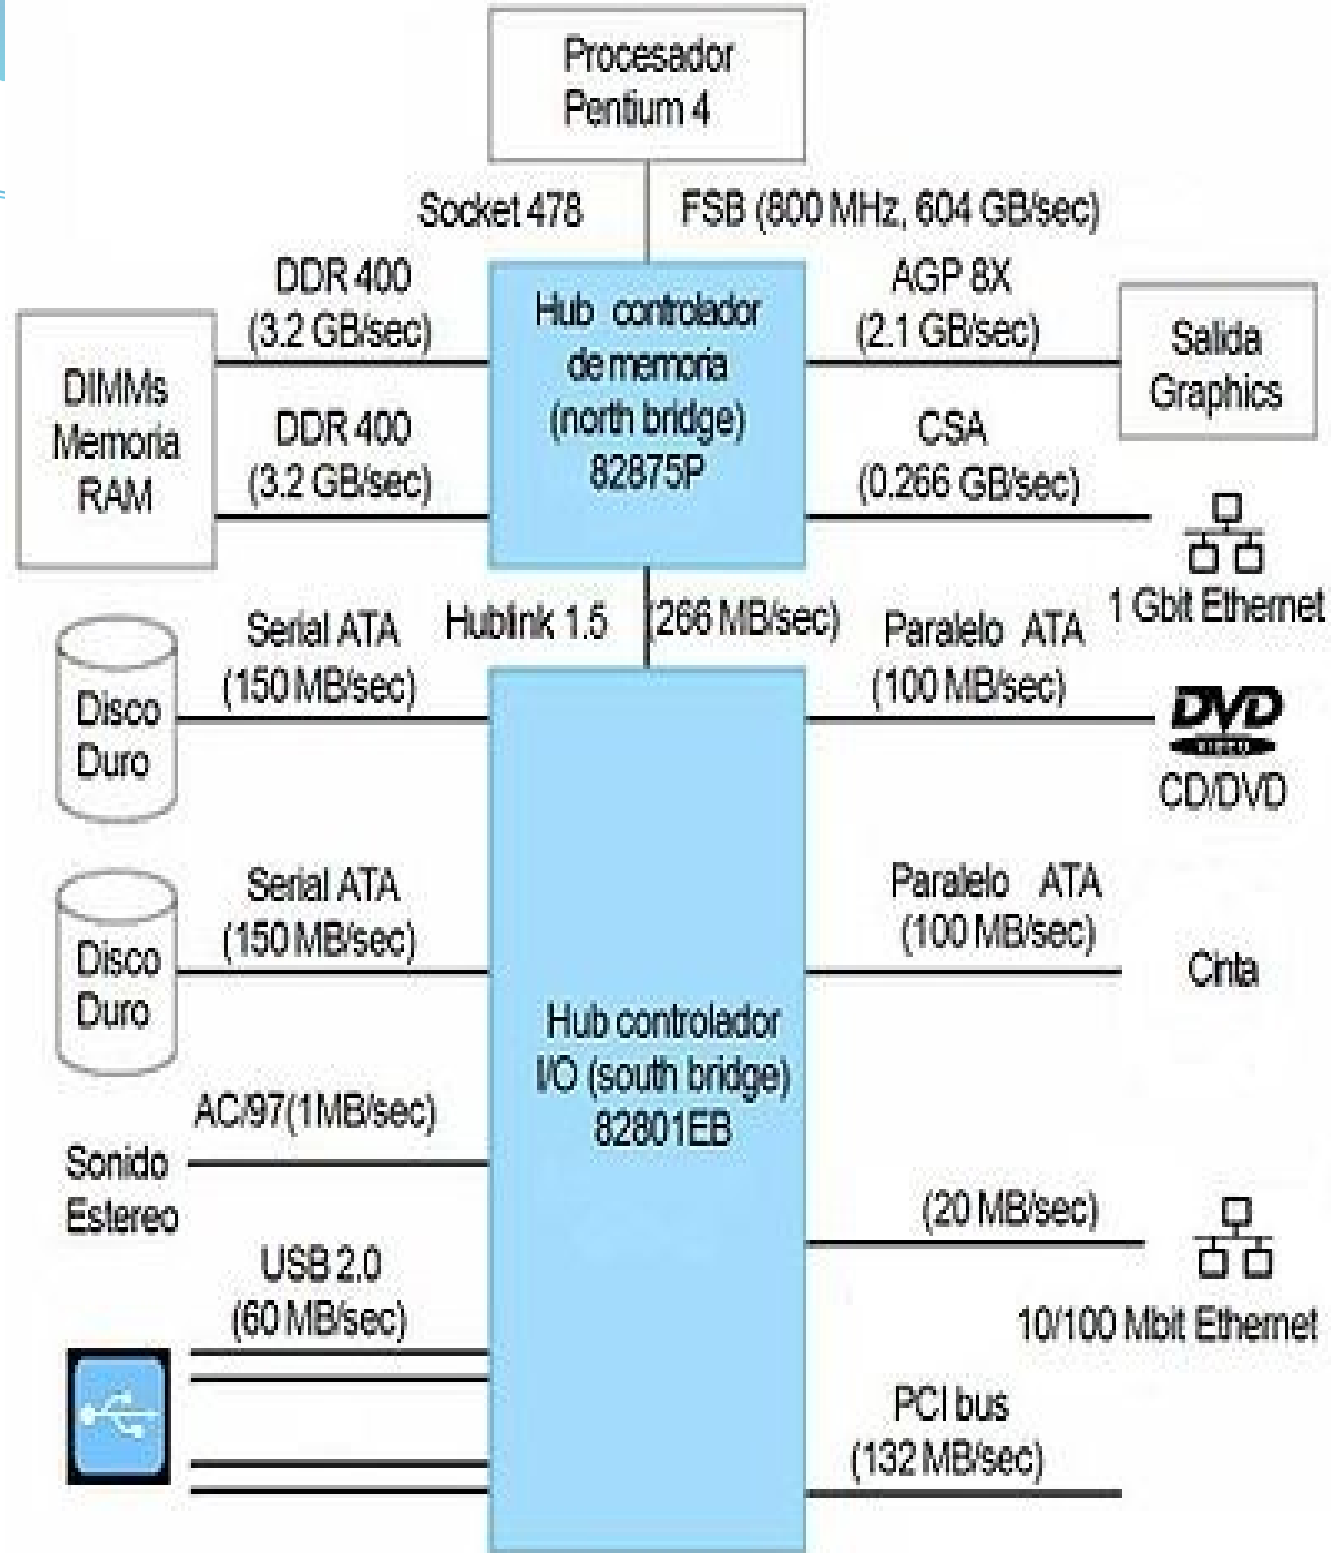 Procesador
Pentium 4
Socket 478
FSB (800 MHz, 604 GB/sec)
DDR 400
(3.2 GB/sec)
Hub controlador
de memoria
(north bridge)
82875P
AGP 8X
(2.1 GB/sec)
Salida
Graphics
DIMMs
Memoria
RAM
DDR 400
(3.2 GB/sec)
CSA
(0.266 GB/sec)
1 Gbit Ethernet
Serial ATA
(150 MB/sec)
Hublink 1.5
(266 MB/sec)
Paralelo ATA
(100 MB/sec)
Disco
Duro
DVD
VIDEO
CD/DVD
Serial ATA
(150 MB/sec)
Paralelo ATA
(100 MB/sec)
Disco
Duro
Cinta
Hub controlador
I/O (south bridge)
82801EB
AC/97(1MB/sec)
Sonido
Estereo
(20 MB/sec)
10/100 Mbit Ethernet
USB 2.0
(60 MB/sec)
PCI bus
(132 MB/sec)